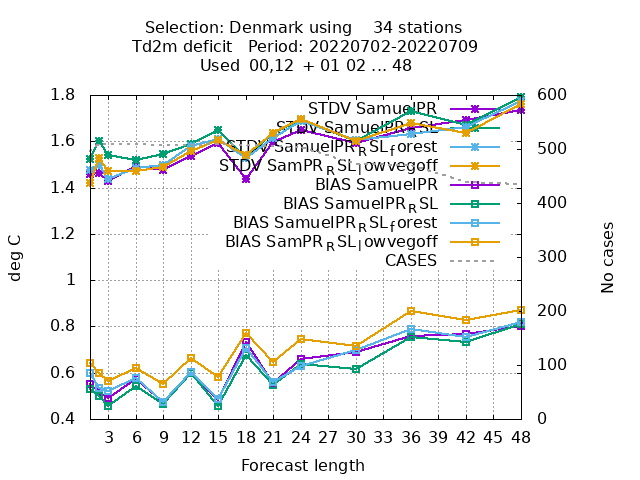 Selection: Denmark using    34 stations
Td2m deficit   Period: 20220702-20220709
Used  00,12  + 01 02 ... 48
1.8
1.6
1.4
1.2
1
0.8
0.6
0.4
600
500
400
300
200
100
0
deg C
No cases
STDV SamuelPR
STDV SamuelPR_RSL
STDV SamuelPR_RSL_forest
STDV SamPR_RSL_lowvegoff
BIAS SamuelPR
BIAS SamuelPR_RSL
BIAS SamuelPR_RSL_forest
BIAS SamPR_RSL_lowvegoff
CASES
3 6 9 12 15 18 21 24 27 30 33 36 39 42 45 48
Forecast length